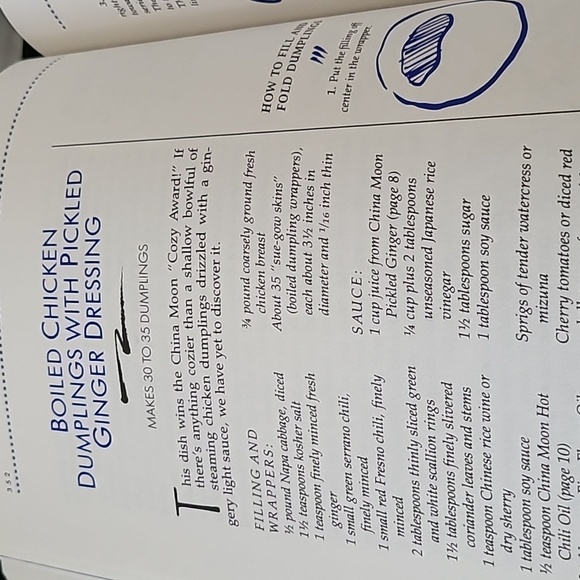 352
BOILED CHICKEN
DUMPLINGS WITH PICKLED
GINGER DRESSING
MAKES 30 TO 35 DUMPLINGS
This dish wins the China Moon "Cozy Award!" If
there's anything cozier than a shallow bowlful of
steaming chicken dumplings drizzled with a gin-
gery light sauce, we have yet to discover it.
FILLING AND
WRAPPERS:
½ pound Napa cabbage, diced
1½ teaspoons kosher salt
1 teaspoon finely minced fresh
ginger
1 small green serrano chili,
finely minced
1 small red Fresno chili, finely
minced
2 tablespoons thinly sliced green
and white scallion rings
1½ tablespoons finely slivered
coriander leaves and stems
1 teaspoon Chinese rice wine or
dry sherry
1 tablespoon soy sauce
½ teaspoon China Moon Hot
Chili Oil (page 10)
¾ pound coarsely ground fresh
chicken breast
About 35 "sue-gow skins"
(boiled dumpling wrappers),
each about 3½ inches in
diameter and 1/16 inch thin
SAUCE:
1 cup juice from China Moon
Pickled Ginger (page 8)
¼ cup plus 2 tablespoons
unseasoned Japanese rice
vinegar
1½ tablespoons sugar
1 tablespoon soy sauce
Sprigs of tender watercress or
mizuna
Cherry tomatoes or diced red
HOW TO FILL AND
FOLD DUMPLINGS
1. Put the filling off
center in the wrapper.